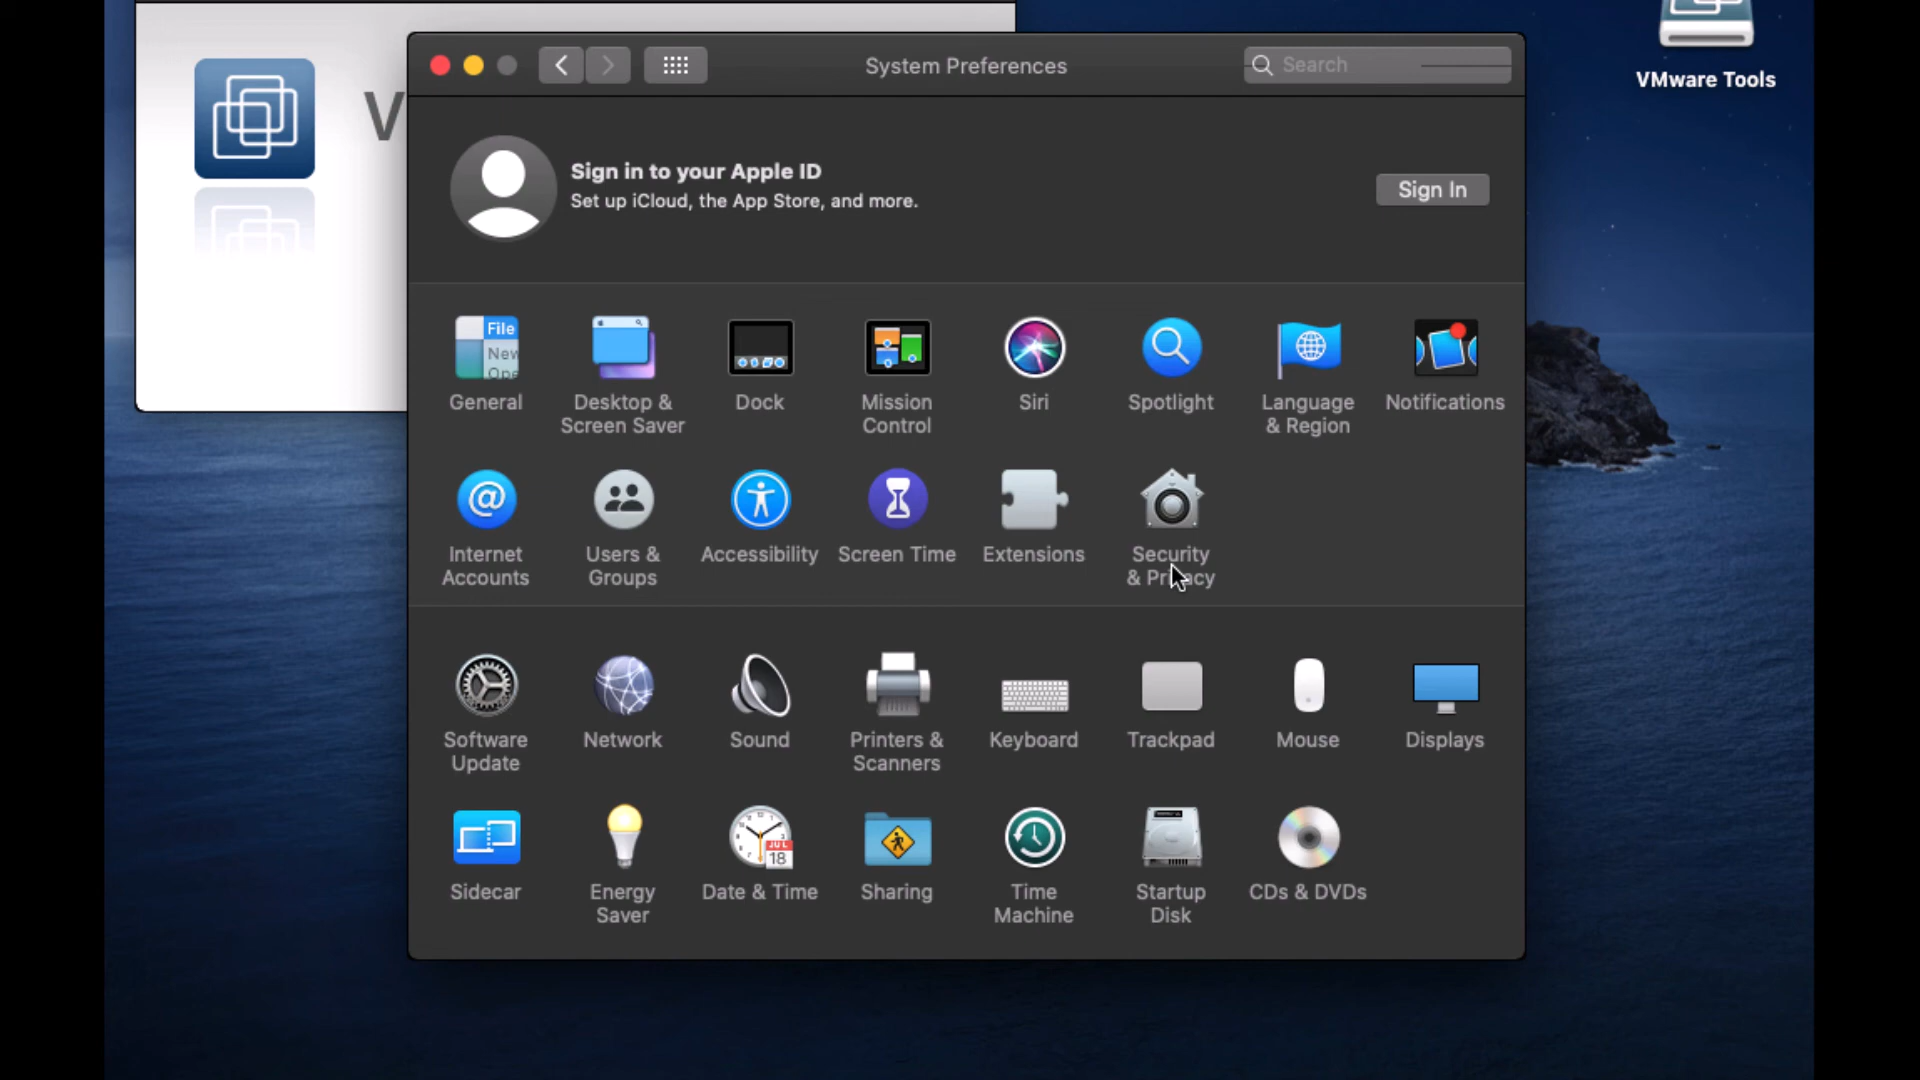 System Preferences
Search
VMware Tools
V
Sign in to your Apple ID
Set up iCloud, the App Store, and more.
Sign In
File
New
Ope
General
Desktop &
Screen Saver
Dock
Mission
Control
Siri
Spotlight
Language
& Region
Notifications
@
Internet
Accounts
Users &
Groups
Accessibility
Screen Time
Extensions
Security
& Privacy
Software
Update
Network
Sound
Printers &
Scanners
Keyboard
Trackpad
Mouse
Displays
Sidecar
Energy
Saver
JUL
18
Date & Time
Sharing
Time
Machine
Startup
Disk
CDs & DVDs